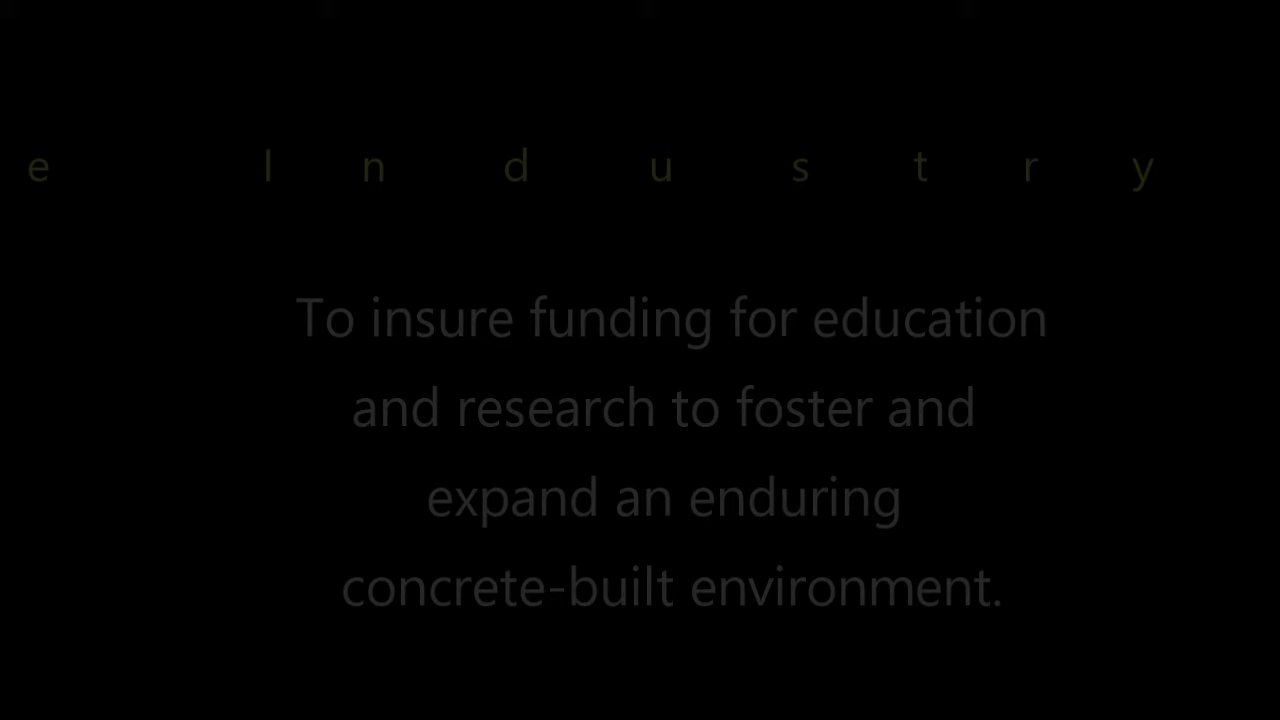 e Industry
To insure funding for education
and research to foster and
expand an enduring
concrete-built environment.